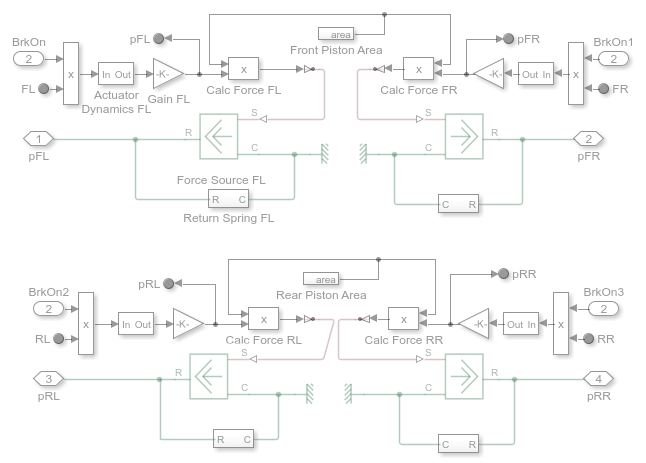 area
Front Piston Area
BrkOn
2
FL
x
In Out
Actuator
Dynamics FL
-K-
Gain FL
pFL
x
Calc Force FL
x
Calc Force FR
pFR
-K-
Out In
x
BrkOn1
2
FR
1
pFL
R
S
C
Force Source FL
R C
Return Spring FL
S
C
R
C R
2
pFR
area
Rear Piston Area
BrkOn2
2
RL
x
In Out
-K-
pRL
x
Calc Force RL
x
Calc Force RR
pRR
-K-
Out In
x
BrkOn3
2
RR
3
pRL
R
S
C
R C
S
C
R
C R
4
pRR